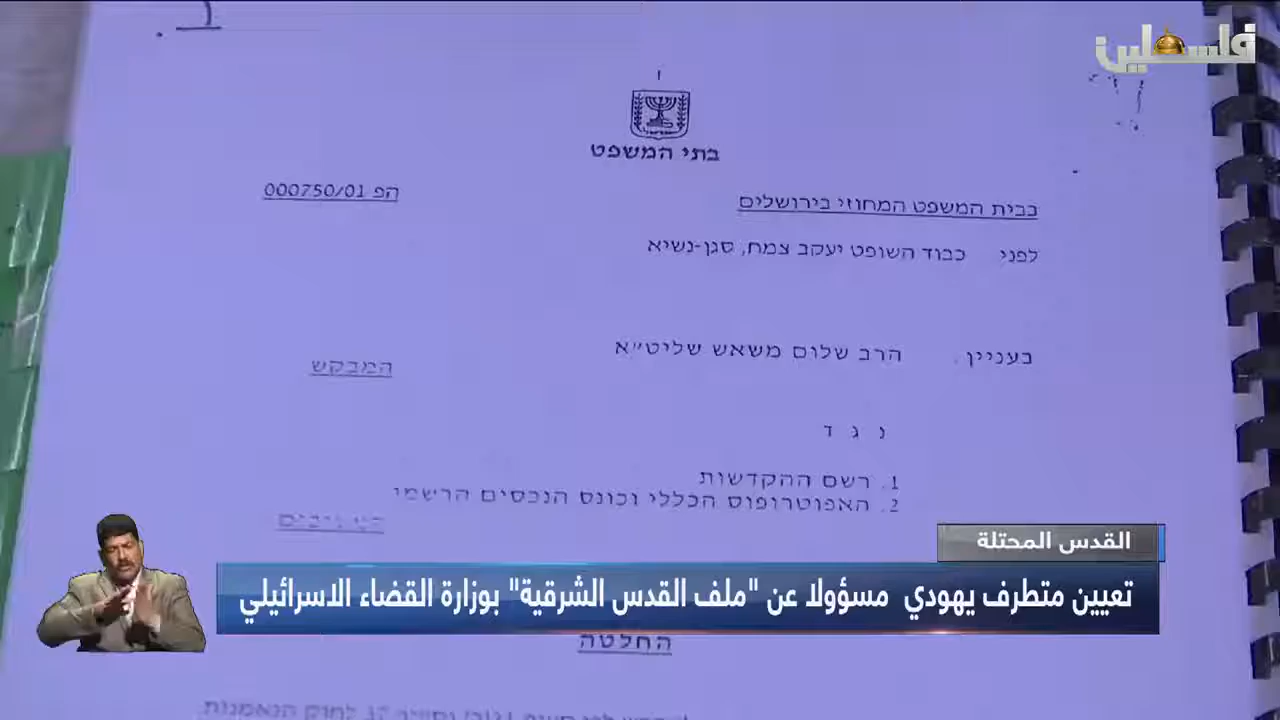 فلسطين
בתי המשפט
הפ 000750/01
בבית המשפט המחוזי בירושלים
לפני כבוד השופט יעקב צמח, סגן-נשיא
בעניין. הרב שלום משאש שליט"א
המבקש
נ ג ד
1. רשם ההקדשות
2. האפוטרופוס הכללי וכונס הנכסים הרשמי
القدس المحتلة
تعيين متطرف يهودي مسؤولا عن "ملف القدس الشرقية" بوزارة القضاء الاسرائيلي
החלטה
לחוק הנאמנות